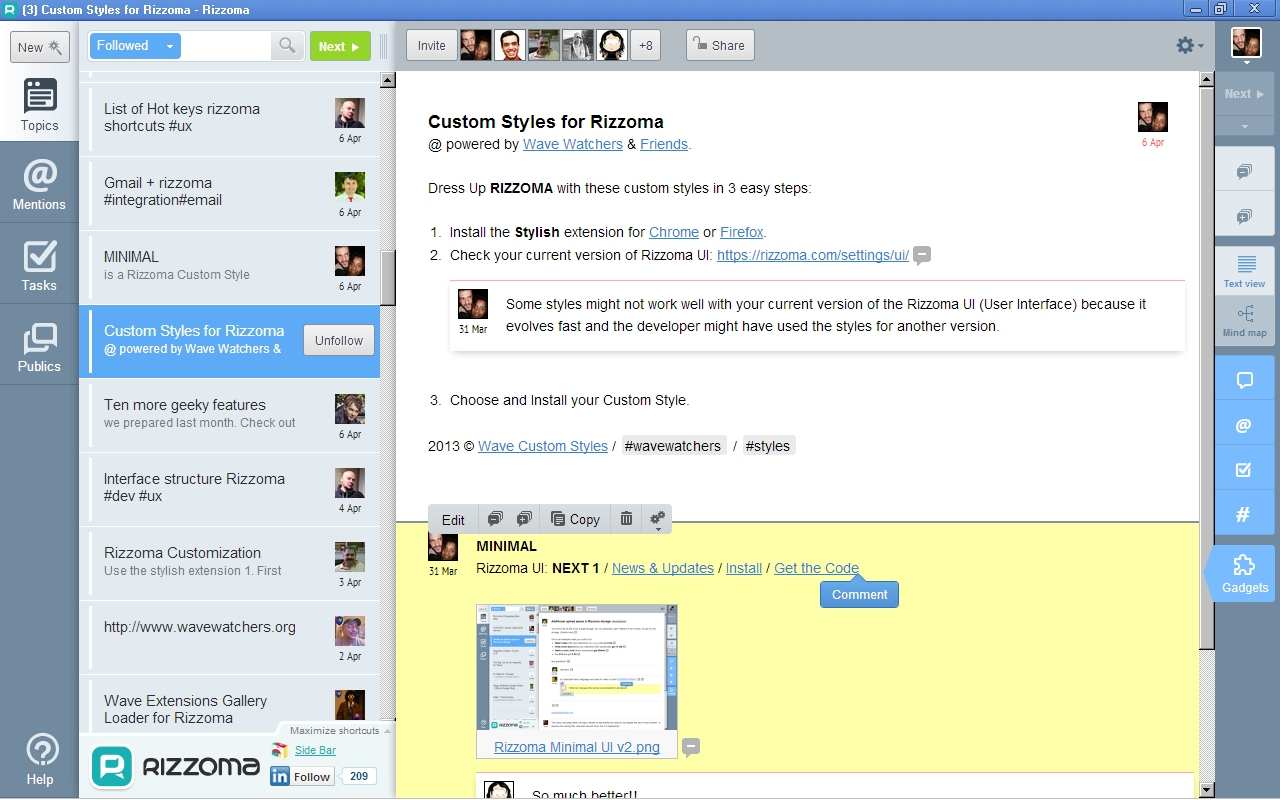 [3] Custom Styles for Rizzoma - Rizzoma
New
Followed
Next
Invite
+8
Share
Topics
Mentions
Tasks
Publics
Help
List of Hot keys rizzoma
shortcuts #ux
6 Apr
Gmail + rizzoma
#integration#email
6 Apr
MINIMAL
is a Rizzoma Custom Style
6 Apr
Custom Styles for Rizzoma
@ powered by Wave Watchers &
Unfollow
Ten more geeky features
we prepared last month. Check out
6 Apr
Interface structure Rizzoma
#dev #ux
4 Apr
Rizzoma Customization
Use the stylish extension 1. First
3 Apr
http://www.wavewatchers.org
2 Apr
Wave Extensions Gallery
Loader for Rizzoma
Maximize shortcuts
RIZZOMA
Side Bar
in Follow 209
Custom Styles for Rizzoma
@ powered by Wave Watchers & Friends.
6 Apr
Dress Up RIZZOMA with these custom styles in 3 easy steps:
1. Install the Stylish extension for Chrome or Firefox.
2. Check your current version of Rizzoma UI: https://rizzoma.com/settings/ui/
Some styles might not work well with your current version of the Rizzoma UI (User Interface) because it
evolves fast and the developer might have used the styles for another version.
31 Mar
3. Choose and Install your Custom Style.
2013 © Wave Custom Styles / #wavewatchers / #styles
Edit
Copy
MINIMAL
31 Mar
Rizzoma UI: NEXT 1 / News & Updates / Install / Get the Code
Comment
Rizzoma Minimal UI v2.png
So much better!!
Next
Text view
Mind map
@
#
Gadgets